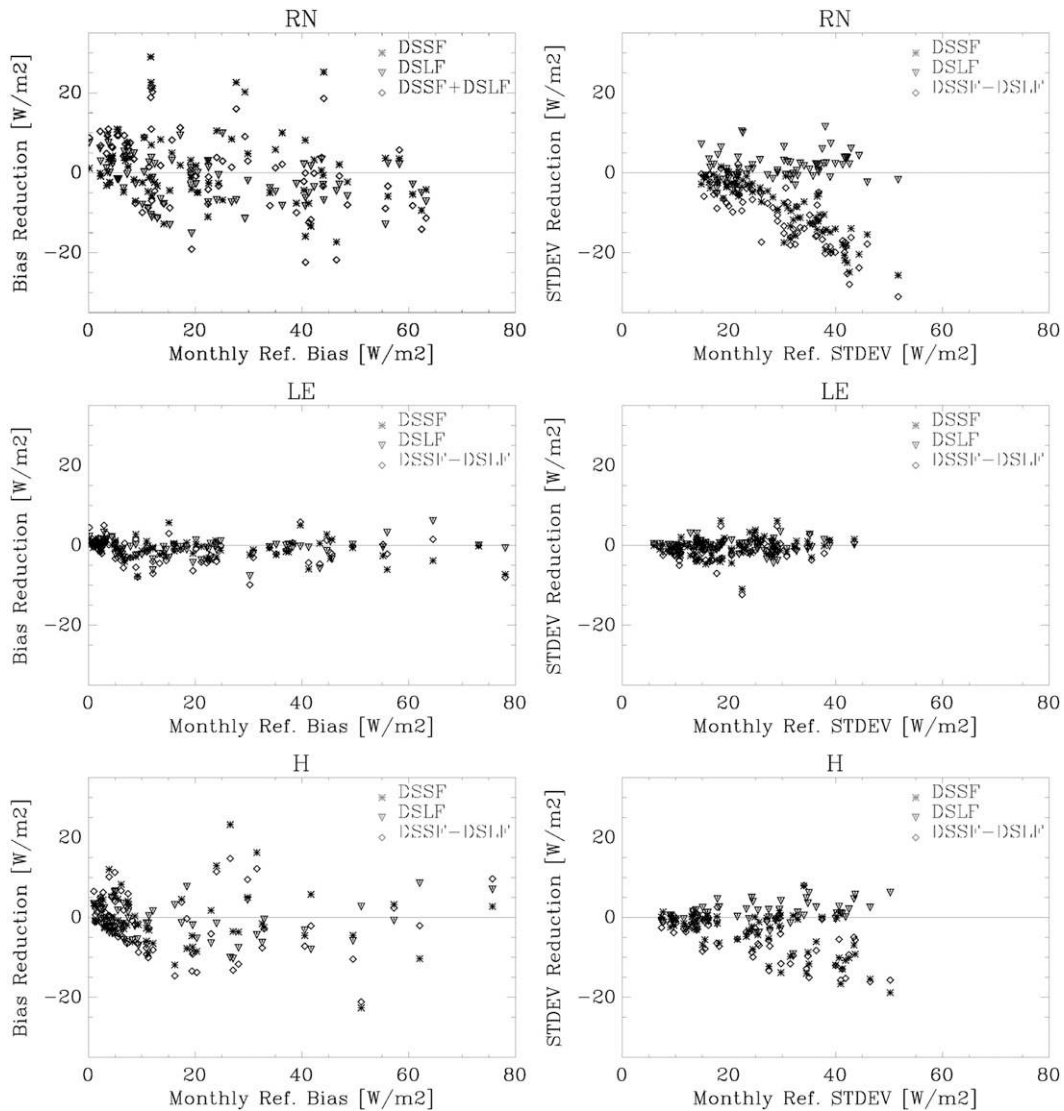 RN
Bias Reduction [W/m2]
20
0
−20
DSSF
DSLF
DSSF+DSLF
0 20 40 60 80
Monthly Ref. Bias [W/m2]
RN
STDEV Reduction [W/m2]
20
0
−20
DSSF
DSLF
DSSF−DSLF
0 20 40 60 80
Monthly Ref. STDEV [W/m2]
LE
Bias Reduction [W/m2]
20
0
−20
DSSF
DSLF
DSSF−DSLF
0 20 40 60 80
Monthly Ref. Bias [W/m2]
LE
STDEV Reduction [W/m2]
20
0
−20
DSSF
DSLF
DSSF−DSLF
0 20 40 60 80
Monthly Ref. STDEV [W/m2]
H
Bias Reduction [W/m2]
20
0
−20
DSSF
DSLF
DSSF−DSLF
0 20 40 60 80
Monthly Ref. Bias [W/m2]
H
STDEV Reduction [W/m2]
20
0
−20
DSSF
DSLF
DSSF−DSLF
0 20 40 60 80
Monthly Ref. STDEV [W/m2]